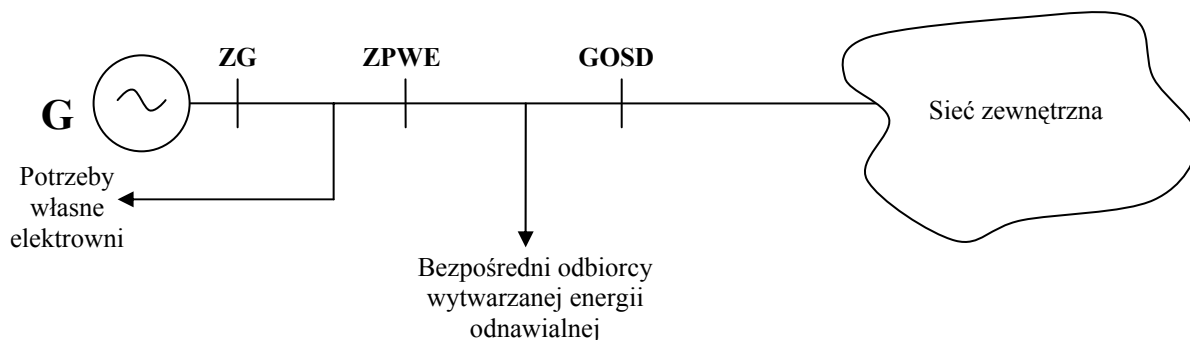 ZG
ZPWE
GOSD
G
Sieć zewnętrzna
Potrzeby
własne
elektrowni
Bezpośredni odbiorcy
wytwarzanej energii
odnawialnej